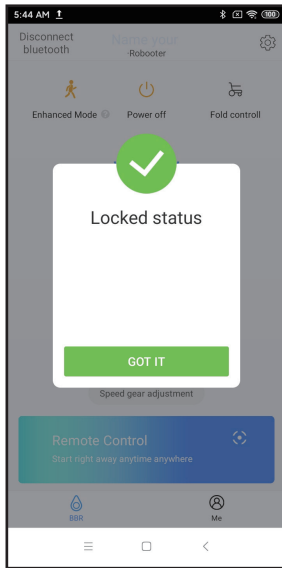 5:44 AM
100
Disconnect
bluetooth
Name your
·Robooter
Enhanced Mode
Power off
Fold controll
Locked status
GOT IT
Speed gear adjustment
Remote Control
Start right away anytime anywhere
BBR
Me